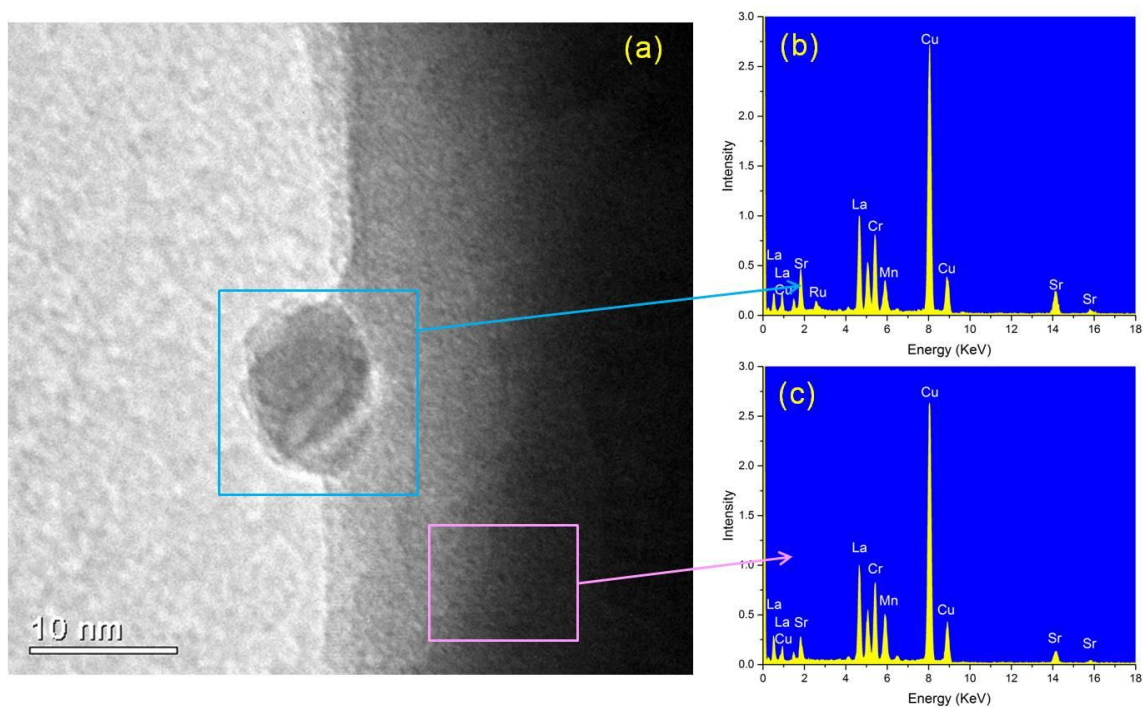 (a)
10 nm
(b)
3.0
2.5
2.0
1.5
1.0
0.5
0.0
Intensity
Cu
La
Cr
La
La
Sr
Cu
Ru
Mn
Cu
Sr
Sr
0 2 4 6 8 10 12 14 16 18
Energy (KeV)
(c)
3.0
2.5
2.0
1.5
1.0
0.5
0.0
Intensity
Cu
La
Cr
Mn
La
La Sr
Cu
Cu
Sr
Sr
0 2 4 6 8 10 12 14 16 18
Energy (KeV)